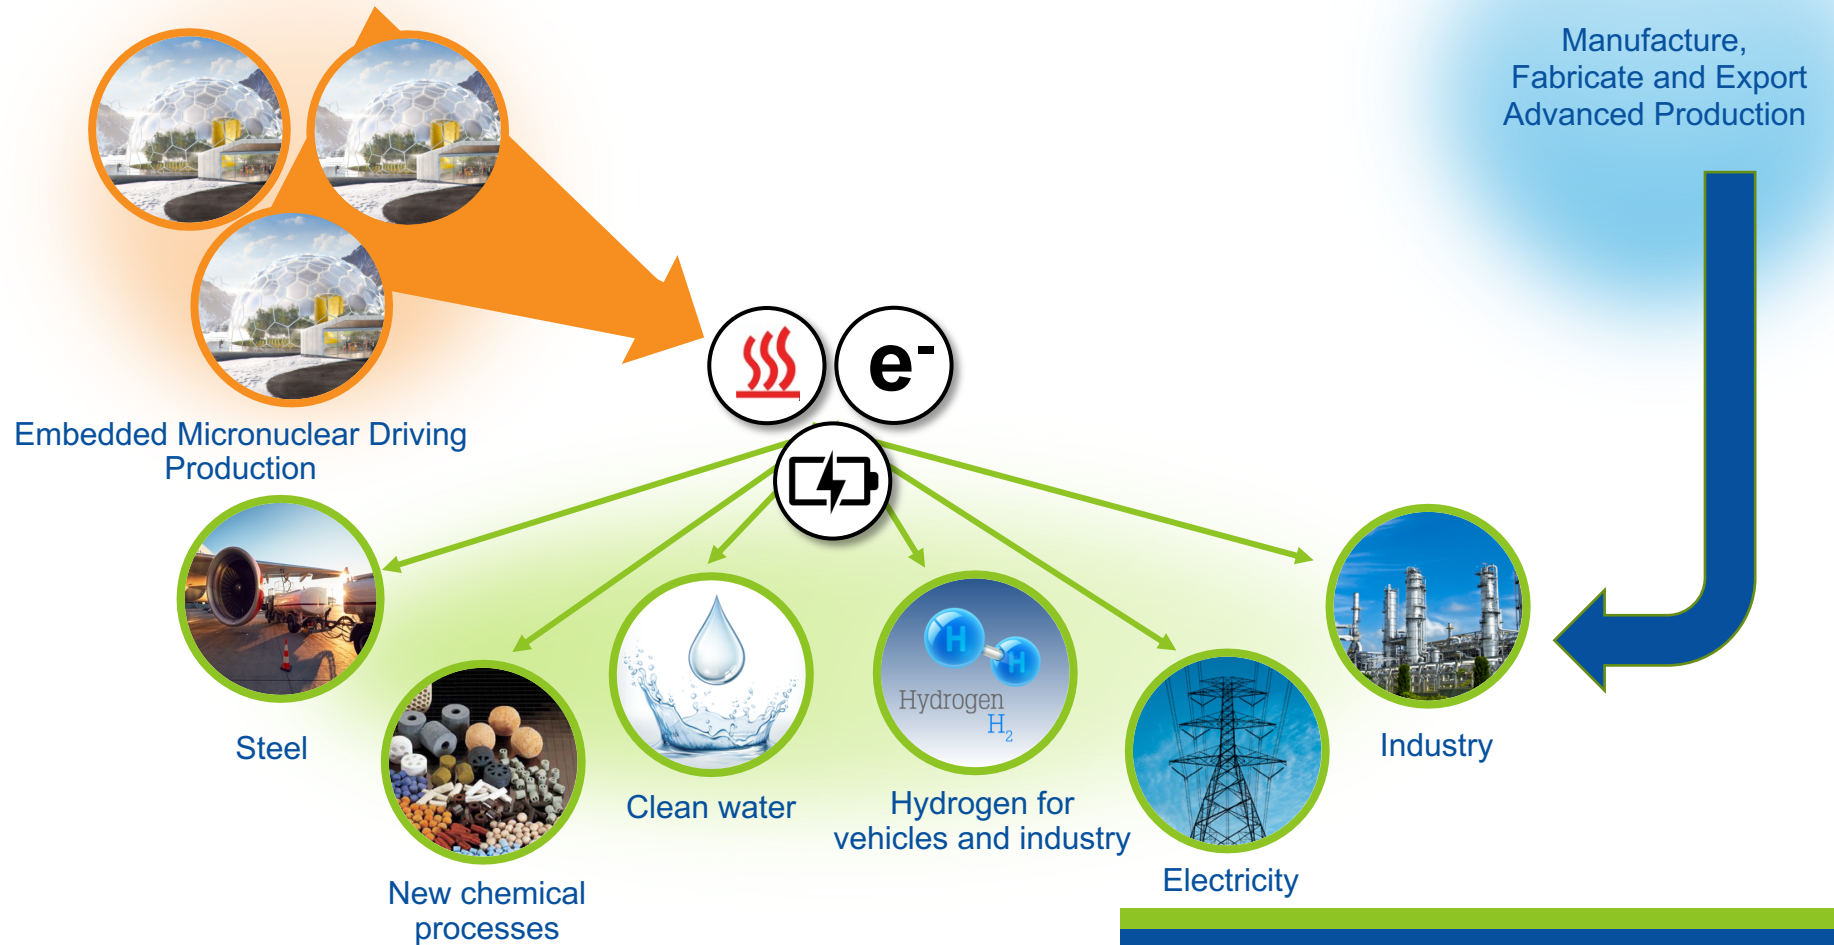 Manufacture,
Fabricate and Export
Advanced Production
e-
Embedded Micronuclear Driving
Production
H
H
Hydrogen
H2
Steel
New chemical
processes
Clean water
Hydrogen for
vehicles and industry
Electricity
Industry